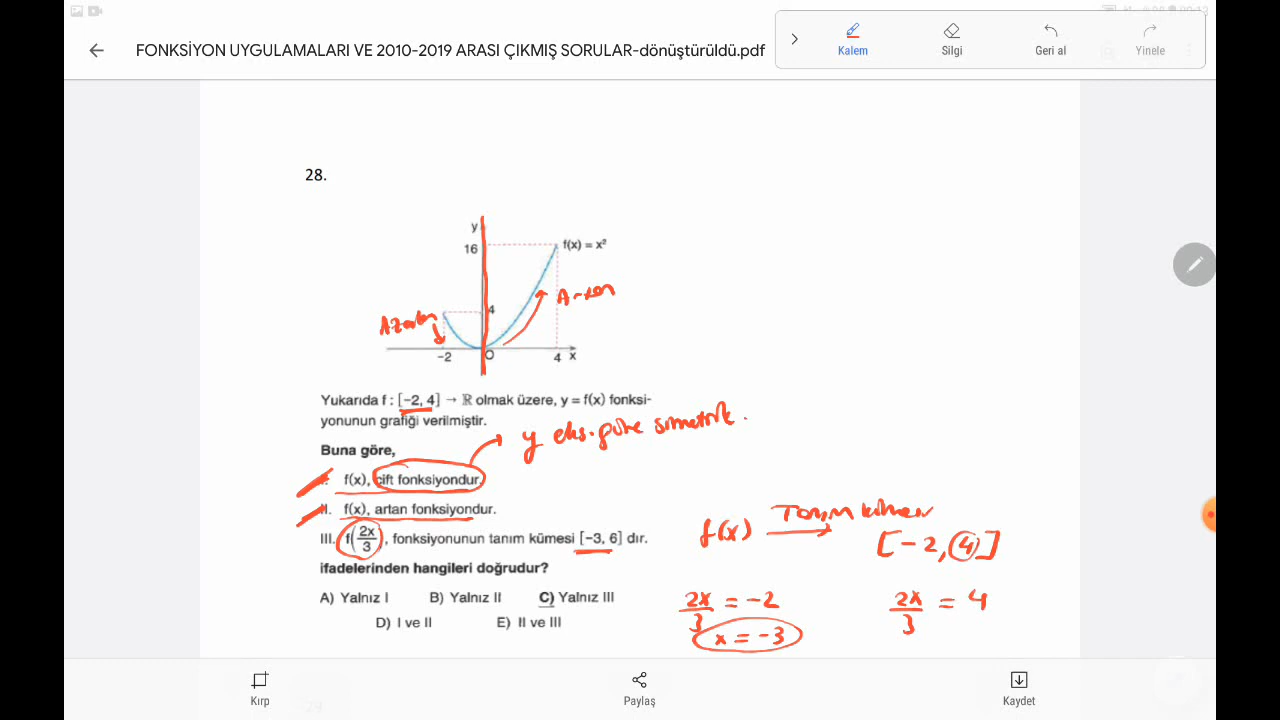 FONKSİYON UYGULAMALARI VE 2010-2019 ARASI ÇIKMIŞ SORULAR-dönüştürüldü.pdf
Kalem
Silgi
Geri al
Yinele
28.
y
16
f(x) = x²
4
Artan
Azalan
-2
O
4
x
Yukarıda f : [-2, 4] → ℝ olmak üzere, y = f(x) fonksi-
yonunun grafiği verilmiştir.
y eks. göre simetrik.
Buna göre,
f(x), çift fonksiyondur.
II. f(x), artan fonksiyondur.
III. f(2x/3), fonksiyonunun tanım kümesi [-3, 6] dır.
f(x) → Tanım kümesi
[-2, 4]
ifadelerinden hangileri doğrudur?
A) Yalnız I B) Yalnız II C) Yalnız III
D) I ve II E) II ve III
2x/3 = -2
x = -3
2x/3 = 4
Kırp
Paylaş
Kaydet